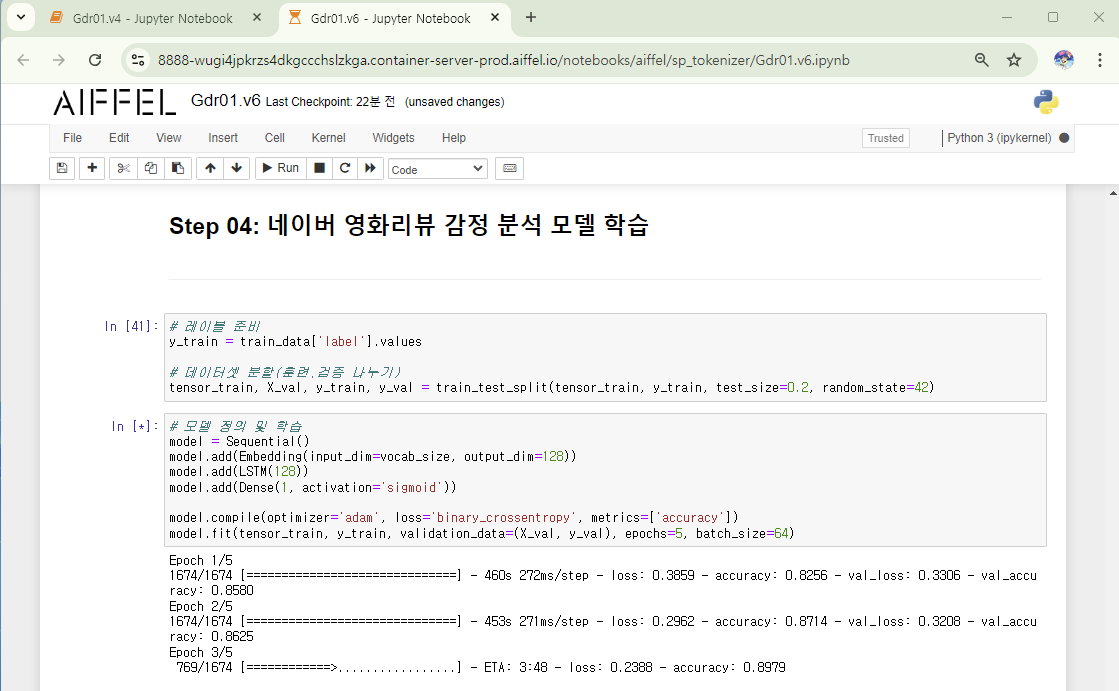 Gdr01.v4 - Jupyter Notebook
Gdr01.v6 - Jupyter Notebook
8888-wugi4jpkrzs4dkgccchslzkga.container-server-prod.aiffel.io/notebooks/aiffel/sp_tokenizer/Gdr01.v6.ipynb
AIFFEL Gdr01.v6 Last Checkpoint: 22분 전 (unsaved changes)
File Edit View Insert Cell Kernel Widgets Help Trusted Python 3 (ipykernel)
Run Code
Step 04: 네이버 영화리뷰 감정 분석 모델 학습
In [41]: # 레이블 준비
y_train = train_data['label'].values
# 데이터셋 분할(훈련,검증 나누기)
tensor_train, X_val, y_train, y_val = train_test_split(tensor_train, y_train, test_size=0.2, random_state=42)
In [*]: # 모델 정의 및 학습
model = Sequential()
model.add(Embedding(input_dim=vocab_size, output_dim=128))
model.add(LSTM(128))
model.add(Dense(1, activation='sigmoid'))
model.compile(optimizer='adam', loss='binary_crossentropy', metrics=['accuracy'])
model.fit(tensor_train, y_train, validation_data=(X_val, y_val), epochs=5, batch_size=64)
Epoch 1/5
1674/1674 [==============================] - 460s 272ms/step - loss: 0.3859 - accuracy: 0.8256 - val_loss: 0.3306 - val_accu
racy: 0.8580
Epoch 2/5
1674/1674 [==============================] - 453s 271ms/step - loss: 0.2962 - accuracy: 0.8714 - val_loss: 0.3208 - val_accu
racy: 0.8625
Epoch 3/5
769/1674 [============>.................] - ETA: 3:48 - loss: 0.2388 - accuracy: 0.8979